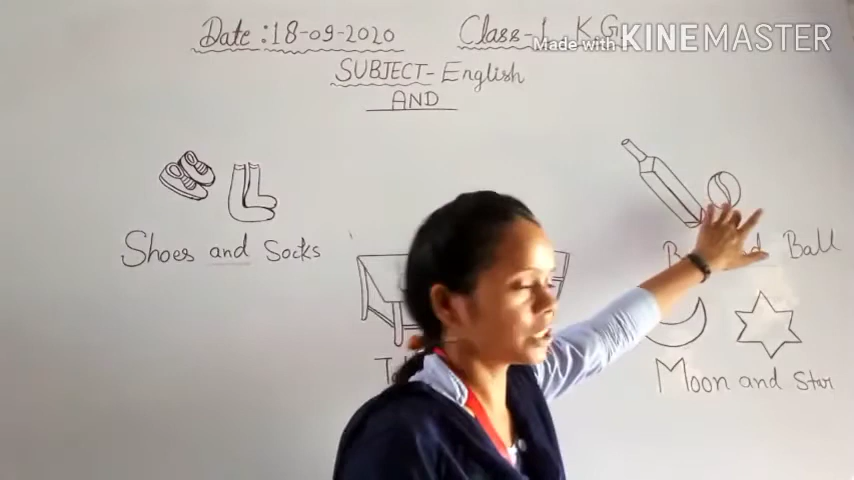 Date : 18-09-2020
Class- L K.G
Made with KINEMASTER
SUBJECT- English
AND
Shoes and Socks
Ball
Moon and Star